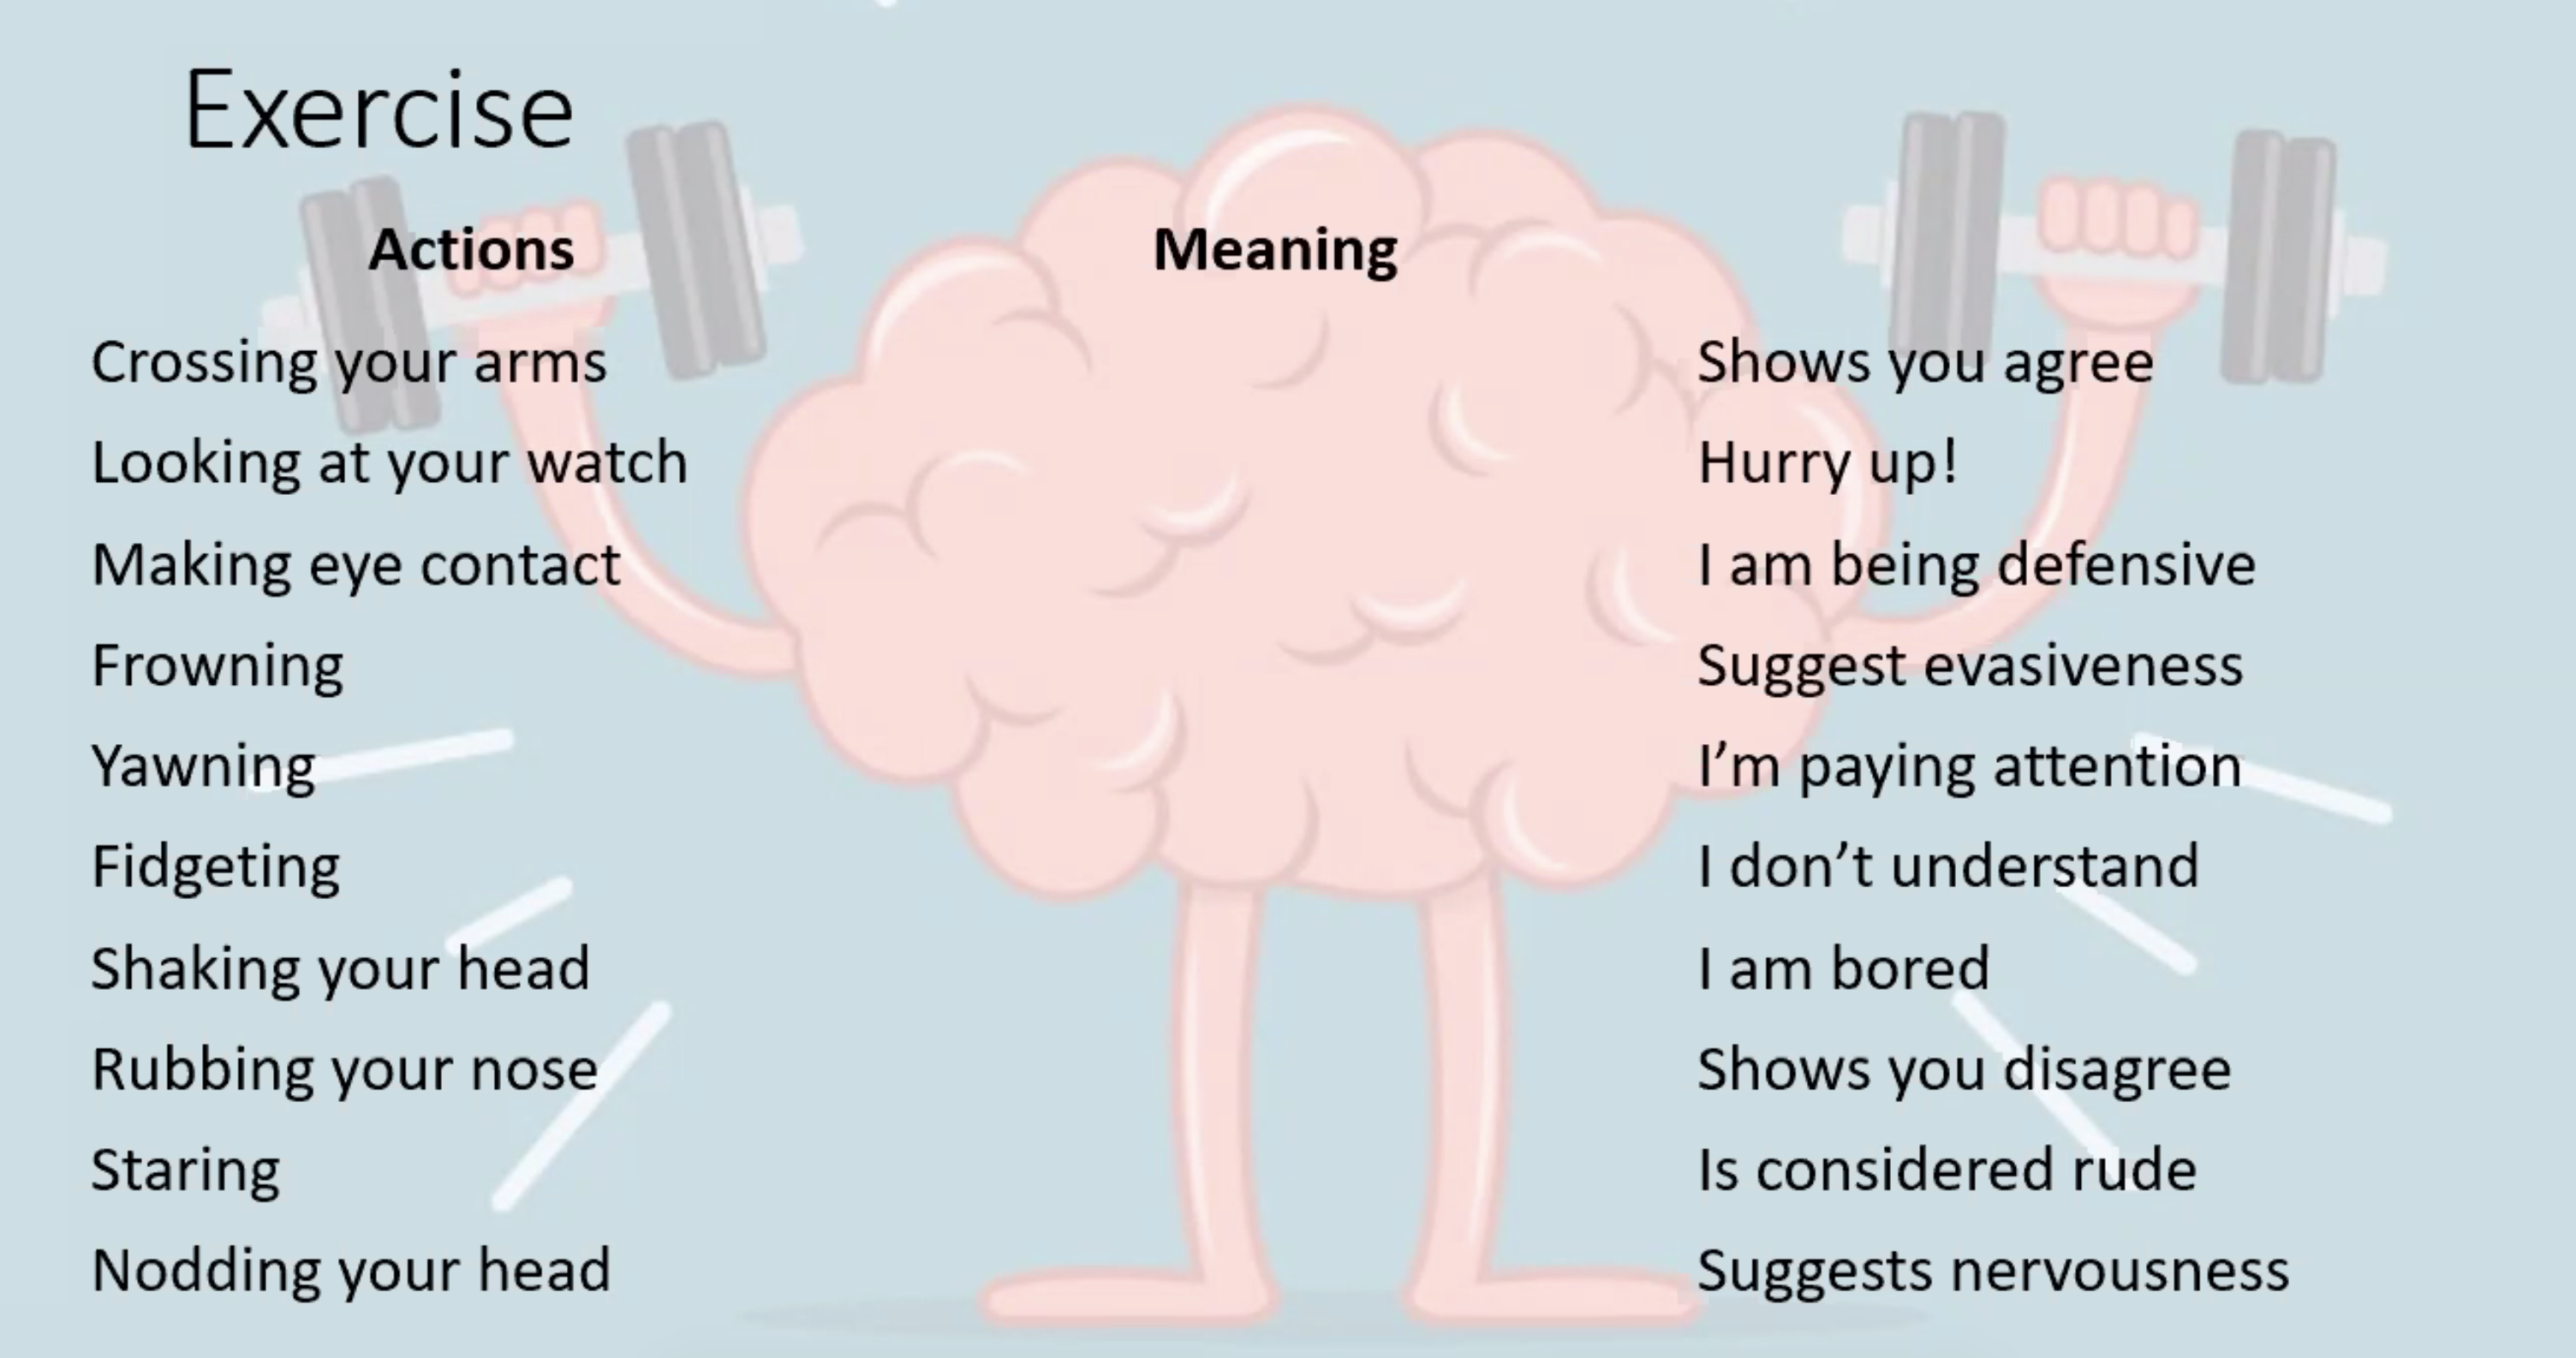 Exercise
Actions
Meaning
Crossing your arms
Shows you agree
Looking at your watch
Hurry up!
Making eye contact
I am being defensive
Frowning
Suggest evasiveness
Yawning
I’m paying attention
Fidgeting
I don’t understand
Shaking your head
I am bored
Rubbing your nose
Shows you disagree
Staring
Is considered rude
Nodding your head
Suggests nervousness